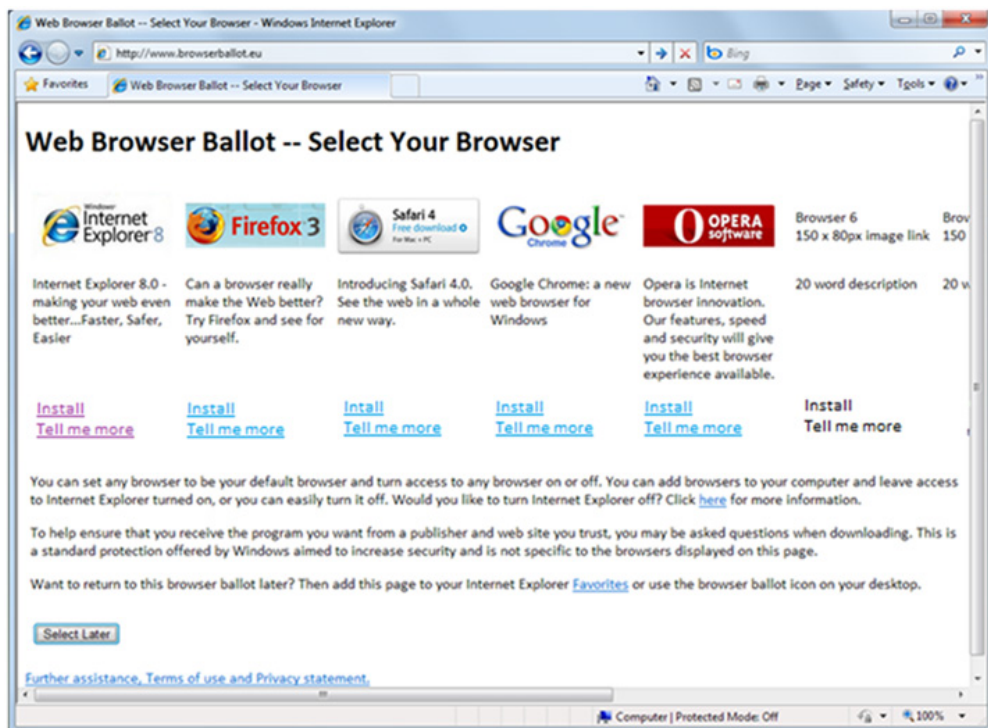 Web Browser Ballot -- Select Your Browser - Windows Internet Explorer
http://www.browserballot.eu
Bing
Favorites
Web Browser Ballot -- Select Your Browser
Page
Safety
Tools
Web Browser Ballot -- Select Your Browser
Windows
Internet
Explorer 8
Firefox 3
Safari 4
Free download
For Mac + PC
Google
Chrome
OPERA
software
Browser 6
150 x 80px image link
Brov
150
Internet Explorer 8.0 -
making your web even
better...Faster, Safer,
Easier
Can a browser really
make the Web better?
Try Firefox and see for
yourself.
Introducing Safari 4.0.
See the web in a whole
new way.
Google Chrome: a new
web browser for
Windows
Opera is Internet
browser innovation.
Our features, speed
and security will give
you the best browser
experience available.
20 word description
20 w
Install
Tell me more
Install
Tell me more
Intall
Tell me more
Install
Tell me more
Install
Tell me more
Install
Tell me more
You can set any browser to be your default browser and turn access to any browser on or off. You can add browsers to your computer and leave access
to Internet Explorer turned on, or you can easily turn it off. Would you like to turn Internet Explorer off? Click here for more information.
To help ensure that you receive the program you want from a publisher and web site you trust, you may be asked questions when downloading. This is
a standard protection offered by Windows aimed to increase security and is not specific to the browsers displayed on this page.
Want to return to this browser ballot later? Then add this page to your Internet Explorer Favorites or use the browser ballot icon on your desktop.
Select Later
Further assistance, Terms of use and Privacy statement.
Computer | Protected Mode: Off
100%